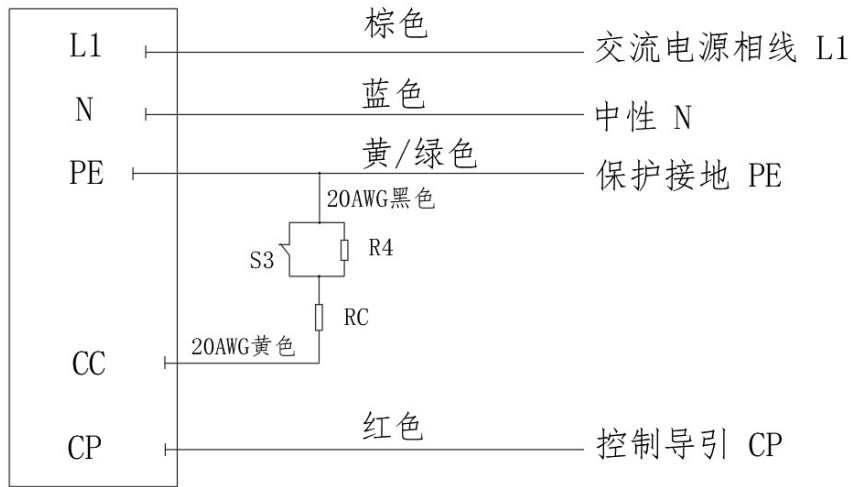 棕色
L1
交流电源相线 L1
蓝色
N
中性 N
黄/绿色
PE
保护接地 PE
20AWG黑色
S3
R4
RC
20AWG黄色
CC
红色
CP
控制导引 CP